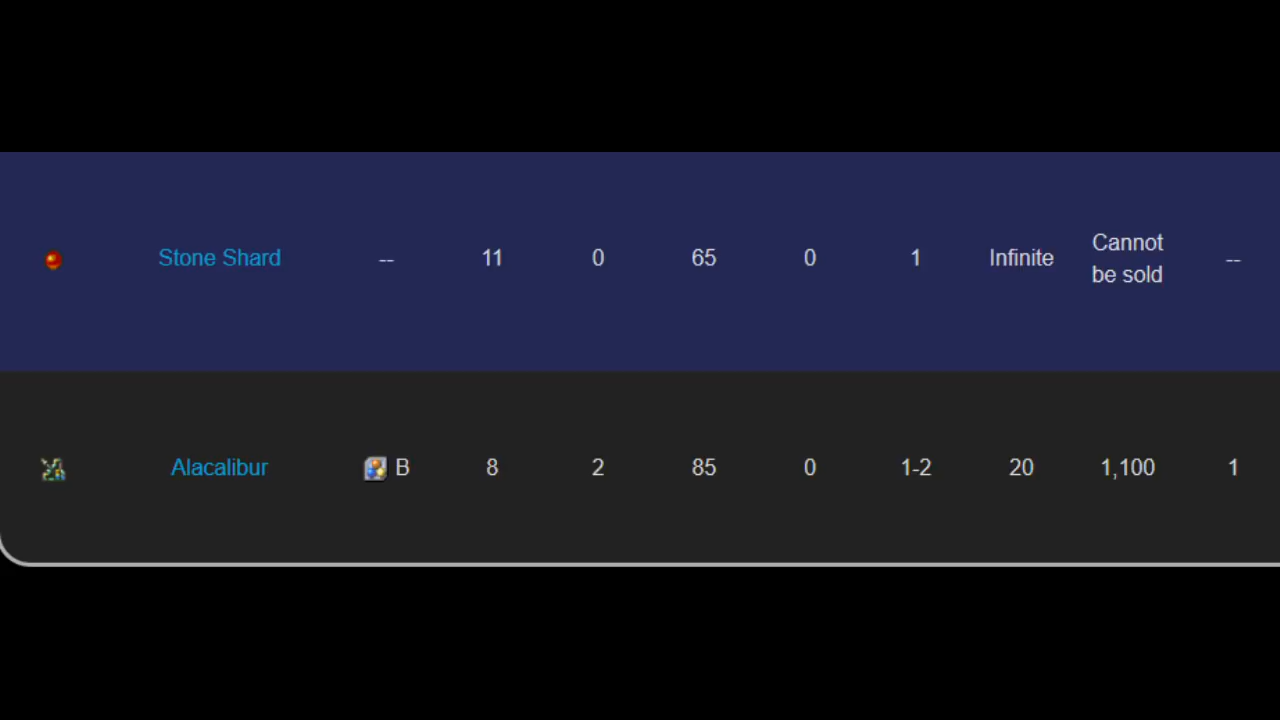 Stone Shard -- 11 0 65 0 1 Infinite Cannot be sold --
Alacalibur B 8 2 85 0 1-2 20 1,100 1